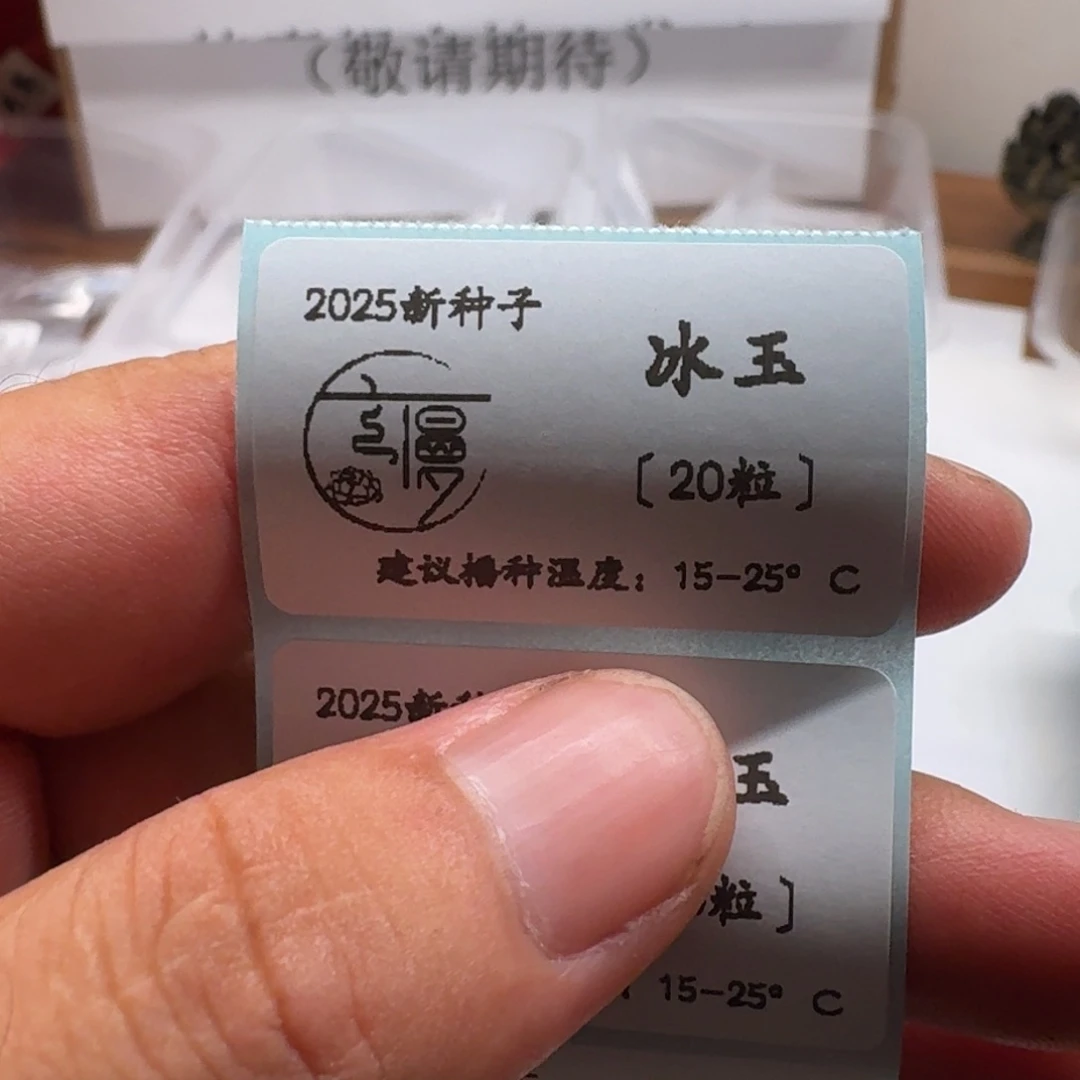 （敬请期待）
2025新种子
冰玉
〔20粒〕
慢
建议播种温度：15-25° C
2025新
玉
粒〕
15-25° C